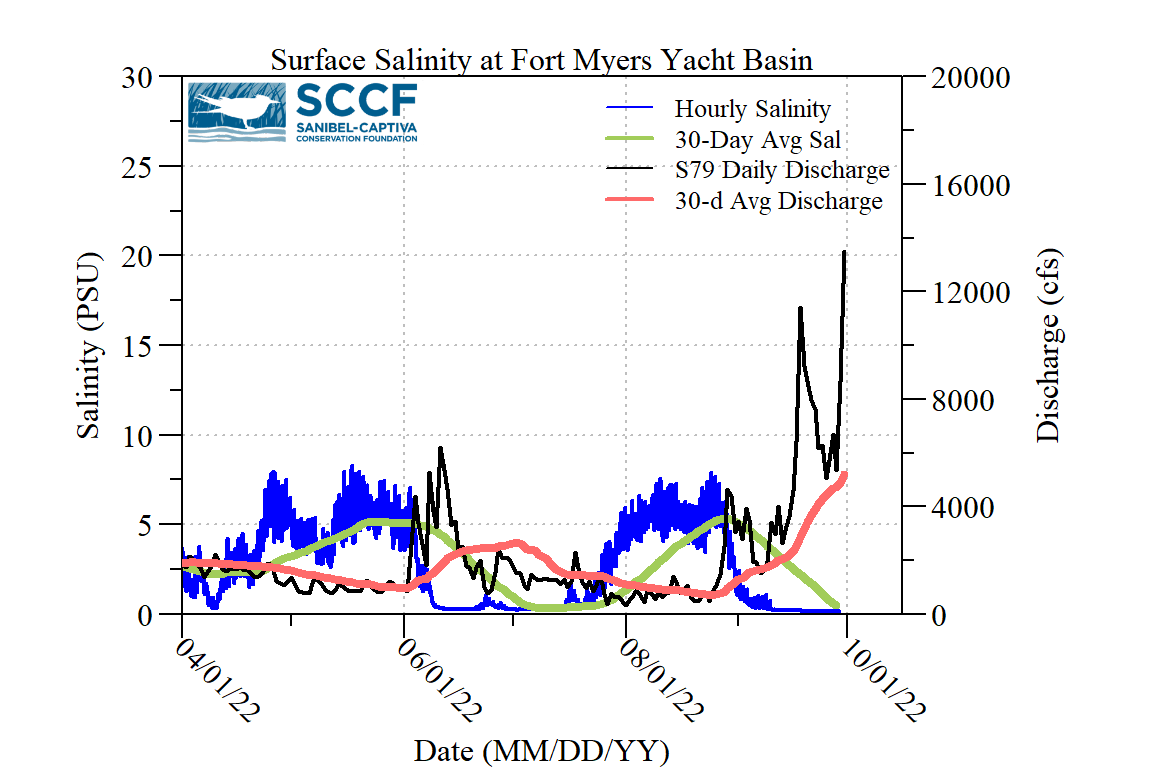 Surface Salinity at Fort Myers Yacht Basin
SCCF
SANIBEL-CAPTIVA
CONSERVATION FOUNDATION
Hourly Salinity
30-Day Avg Sal
S79 Daily Discharge
30-d Avg Discharge
Salinity (PSU)
30
25
20
15
10
5
0
20000
16000
12000
8000
4000
0
Discharge (cfs)
04/01/22
06/01/22
08/01/22
10/01/22
Date (MM/DD/YY)